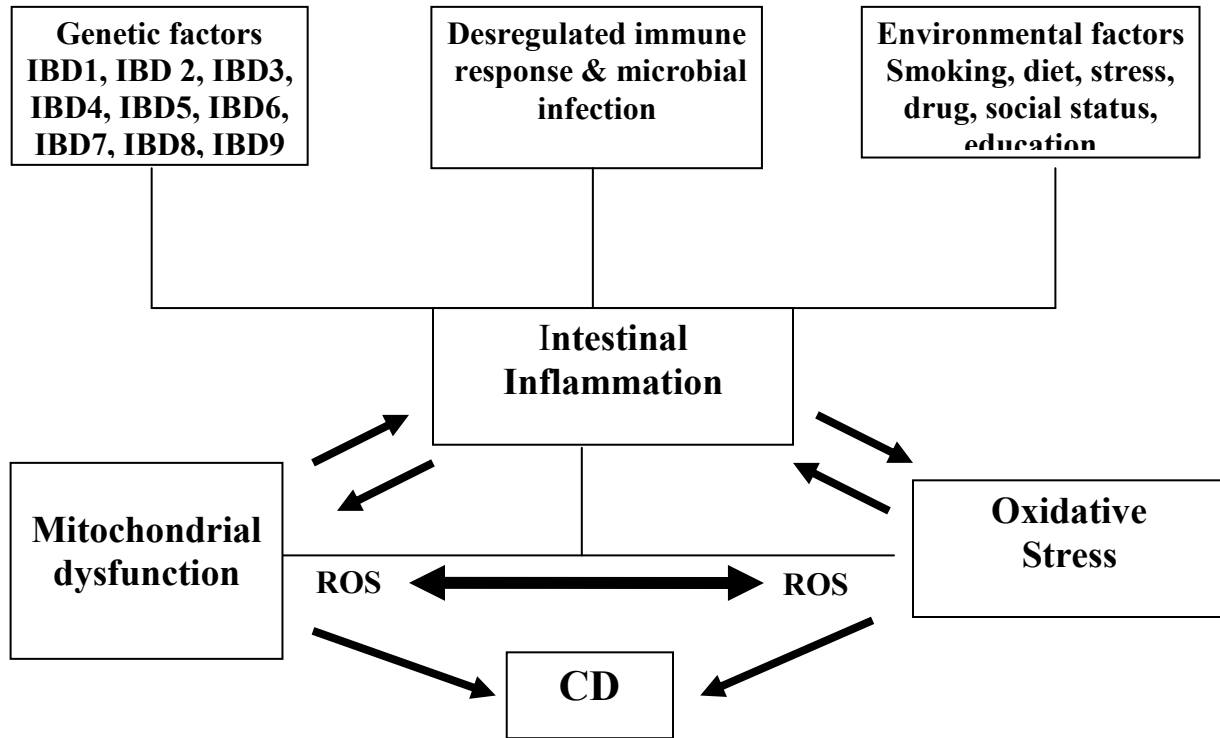 Genetic factors
IBD1, IBD 2, IBD3,
IBD4, IBD5, IBD6,
IBD7, IBD8, IBD9
Desregulated immune
response & microbial
infection
Environmental factors
Smoking, diet, stress,
drug, social status,
education
Intestinal
Inflammation
Mitochondrial
dysfunction
Oxidative
Stress
ROS
ROS
CD